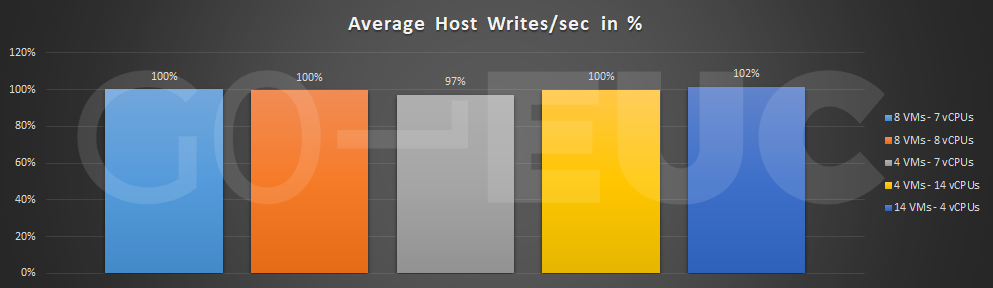 Average Host Writes/sec in %
120%
100%
80%
60%
40%
20%
0%
100%
100%
97%
100%
102%
8 VMs - 7 vCPUs
8 VMs - 8 vCPUs
4 VMs - 7 vCPUs
4 VMs - 14 vCPUs
14 VMs - 4 vCPUs
GO-EUC